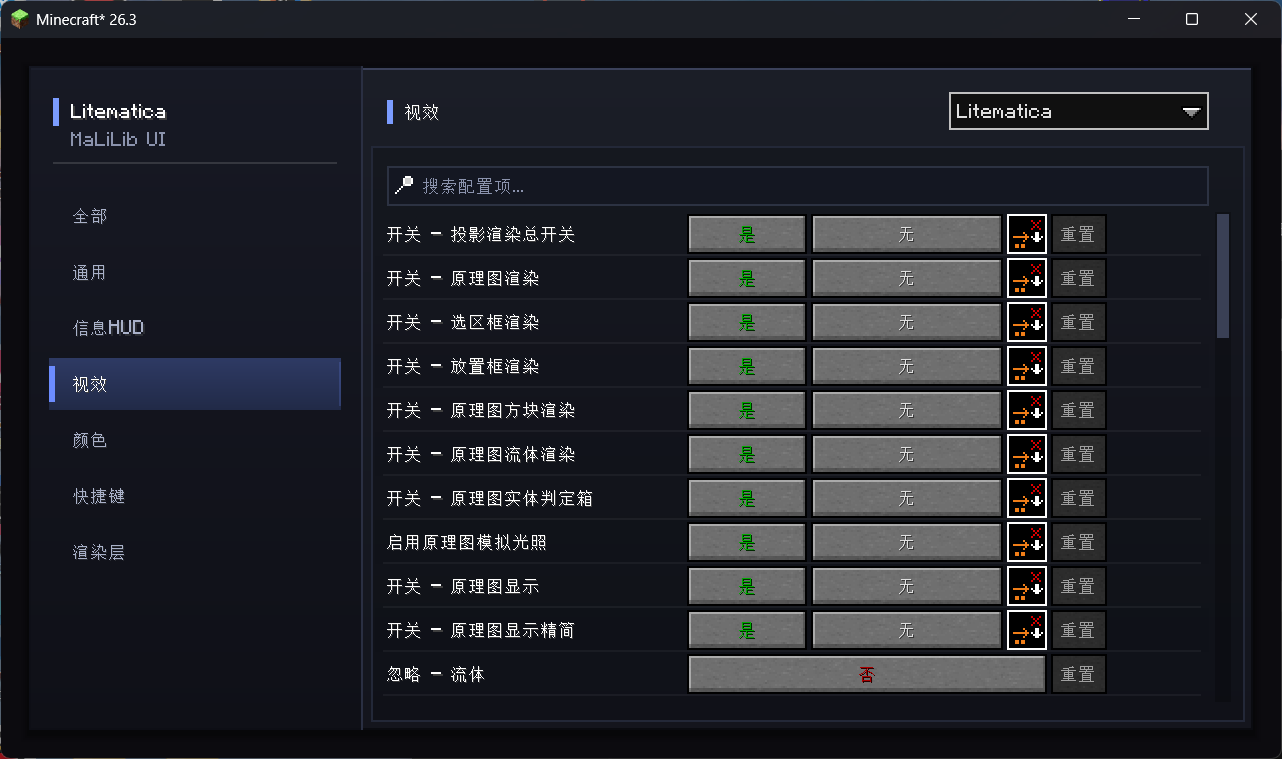 Minecraft* 26.3
Litematica
MaLiLib UI
全部
通用
信息HUD
视效
颜色
快捷键
渲染层
视效
Litematica
搜索配置项...
开关 - 投影渲染总开关 是 无 重置
开关 - 原理图渲染 是 无 重置
开关 - 选区框渲染 是 无 重置
开关 - 放置框渲染 是 无 重置
开关 - 原理图方块渲染 是 无 重置
开关 - 原理图流体渲染 是 无 重置
开关 - 原理图实体判定箱 是 无 重置
启用原理图模拟光照 是 无 重置
开关 - 原理图显示 是 无 重置
开关 - 原理图显示精简 是 无 重置
忽略 - 流体 否 重置